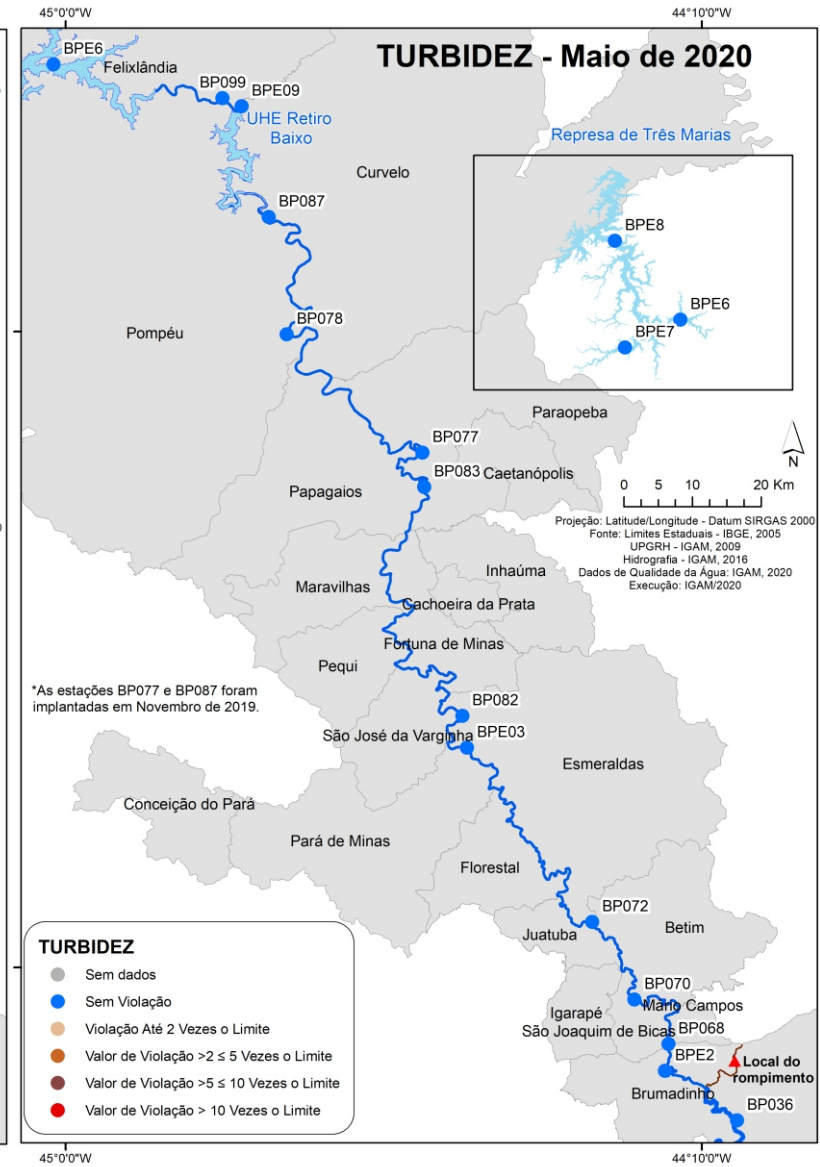 45°0'0"W
44°10'0"W
TURBIDEZ - Maio de 2020
BPE6
Felixlândia
BP099
BPE09
UHE Retiro
Baixo
Represa de Três Marias
Curvelo
BP087
BPE8
BPE6
BPE7
BP078
Pompéu
Paraopeba
BP077
BP083
Caetanópolis
Papagaios
N
0 5 10 20 Km
Projeção: Latitude/Longitude - Datum SIRGAS 2000
Fonte: Limites Estaduais - IBGE, 2005
UPGRH - IGAM, 2009
Hidrografia - IGAM, 2016
Dados de Qualidade da Água: IGAM, 2020
Execução: IGAM/2020
Inhaúma
Maravilhas
Cachoeira da Prata
Fortuna de Minas
Pequi
*As estações BP077 e BP087 foram
implantadas em Novembro de 2019.
BP082
São José da Varginha
BPE03
Esmeraldas
Conceição do Pará
Pará de Minas
Florestal
BP072
Juatuba
Betim
BP070
Mário Campos
Igarapé
São Joaquim de Bicas
BP068
BPE2
Local do
rompimento
Brumadinho
BP036
TURBIDEZ
Sem dados
Sem Violação
Violação Até 2 Vezes o Limite
Valor de Violação >2 ≤ 5 Vezes o Limite
Valor de Violação >5 ≤ 10 Vezes o Limite
Valor de Violação > 10 Vezes o Limite
45°0'0"W
44°10'0"W